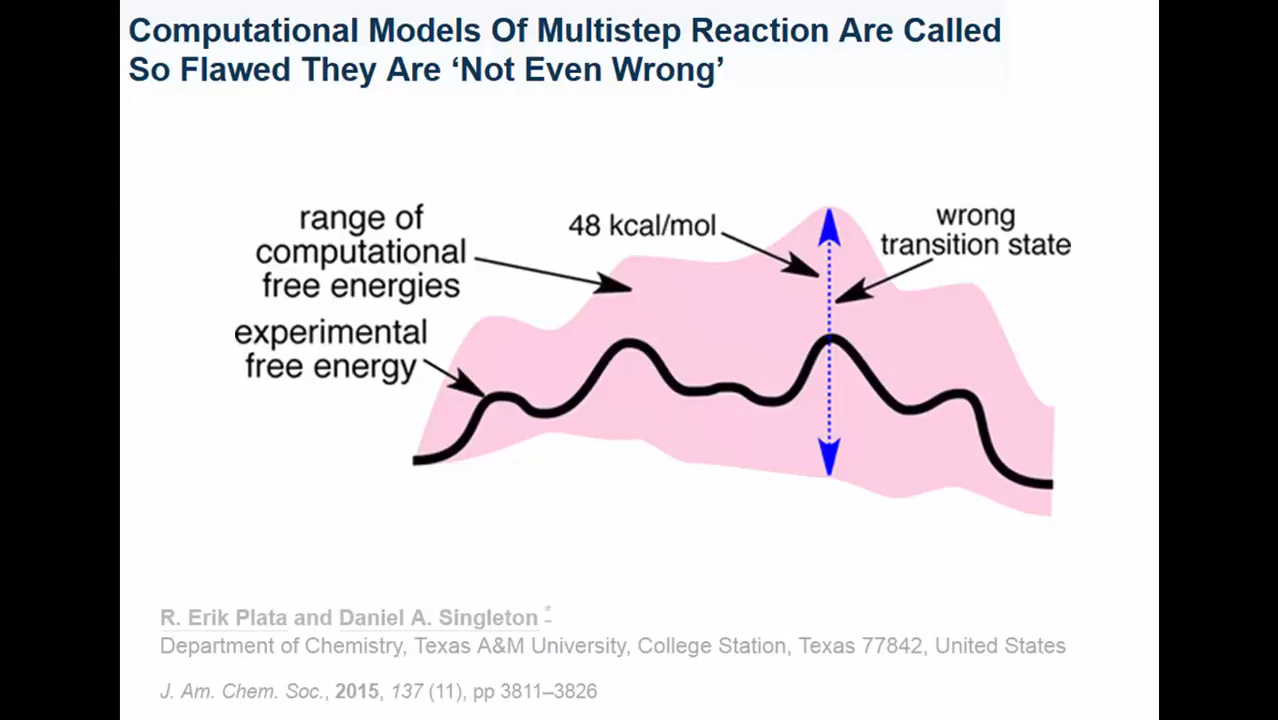 Computational Models Of Multistep Reaction Are Called
So Flawed They Are ‘Not Even Wrong’
range of
computational
free energies
48 kcal/mol
wrong
transition state
experimental
free energy
R. Erik Plata and Daniel A. Singleton *
Department of Chemistry, Texas A&M University, College Station, Texas 77842, United States
J. Am. Chem. Soc., 2015, 137 (11), pp 3811–3826